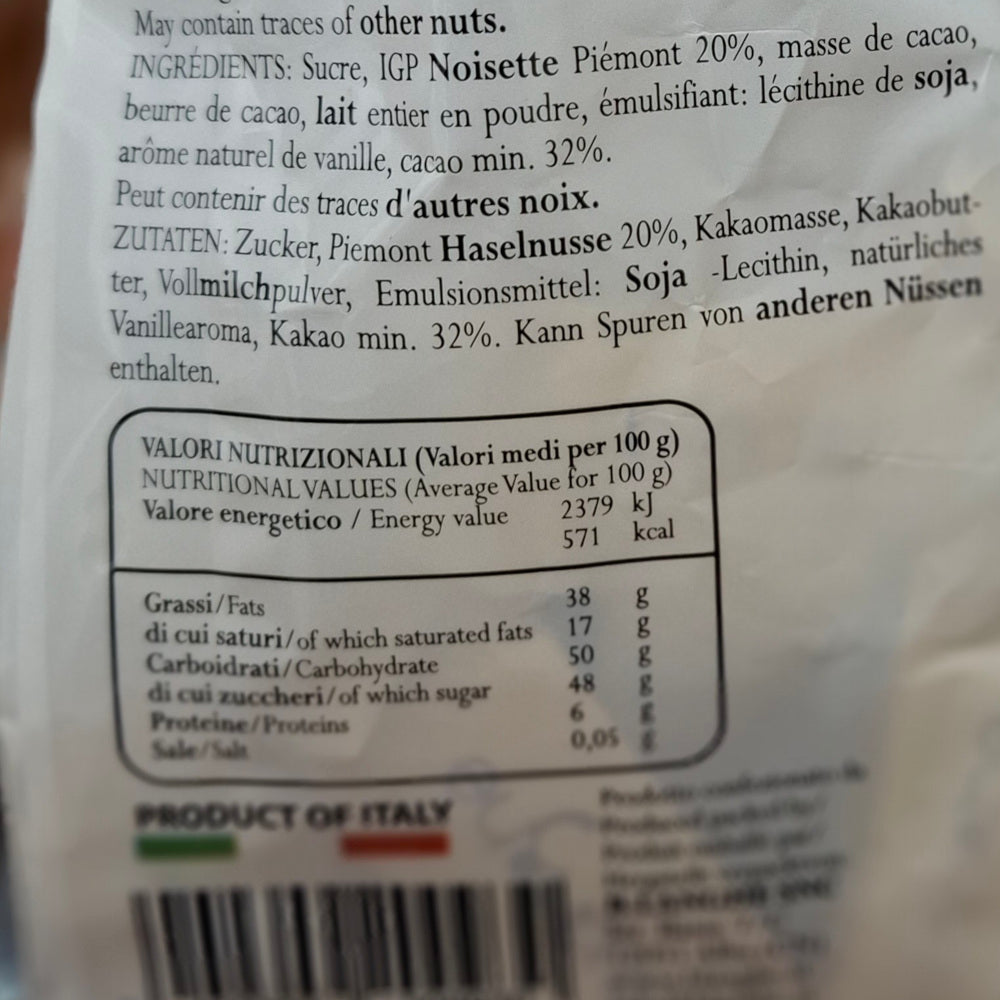 May contain traces of other nuts.
INGRÉDIENTS: Sucre, IGP Noisette Piémont 20%, masse de cacao,
beurre de cacao, lait entier en poudre, émulsifiant: lécithine de soja,
arôme naturel de vanille, cacao min. 32%.
Peut contenir des traces d'autres noix.
ZUTATEN: Zucker, Piemont Haselnusse 20%, Kakaomasse, Kakaobut-
ter, Vollmilchpulver, Emulsionsmittel: Soja -Lecithin, natürliches
Vanillearoma, Kakao min. 32%. Kann Spuren von anderen Nüssen
enthalten.
VALORI NUTRIZIONALI (Valori medi per 100 g)
NUTRITIONAL VALUES (Average Value for 100 g)
Valore energetico / Energy value 2379 kJ
571 kcal
Grassi/Fats 38 g
di cui saturi/of which saturated fats 17 g
Carboidrati/Carbohydrate 50 g
di cui zuccheri/of which sugar 48 g
Proteine/Proteins 6 g
Sale/Salt 0,05 g
PRODUCT OF ITALY